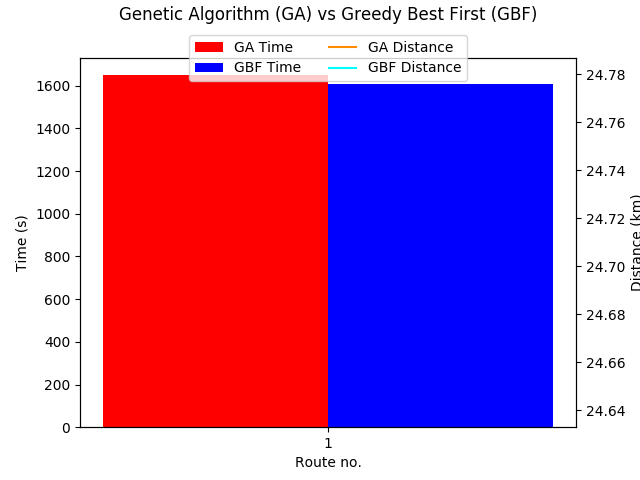 Genetic Algorithm (GA) vs Greedy Best First (GBF)
GA Time
GBF Time
GA Distance
GBF Distance
1600
1400
1200
1000
800
600
400
200
0
Time (s)
24.78
24.76
24.74
24.72
24.70
24.68
24.66
24.64
Distance (km)
1
Route no.